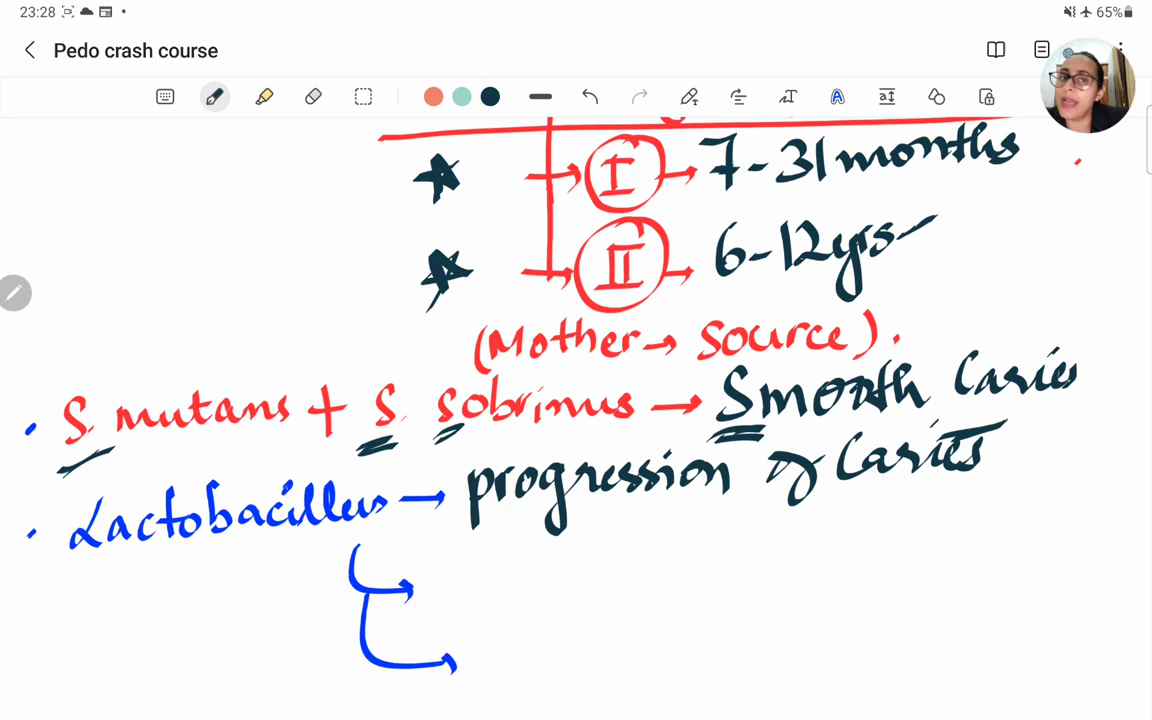 23:28 65%
Pedo crash course
I → 7-31 months
II → 6-12yrs
(Mother → Source).
S. mutans + S. Sobrinus → Smooth Caries
Lactobacillus → progression of Caries